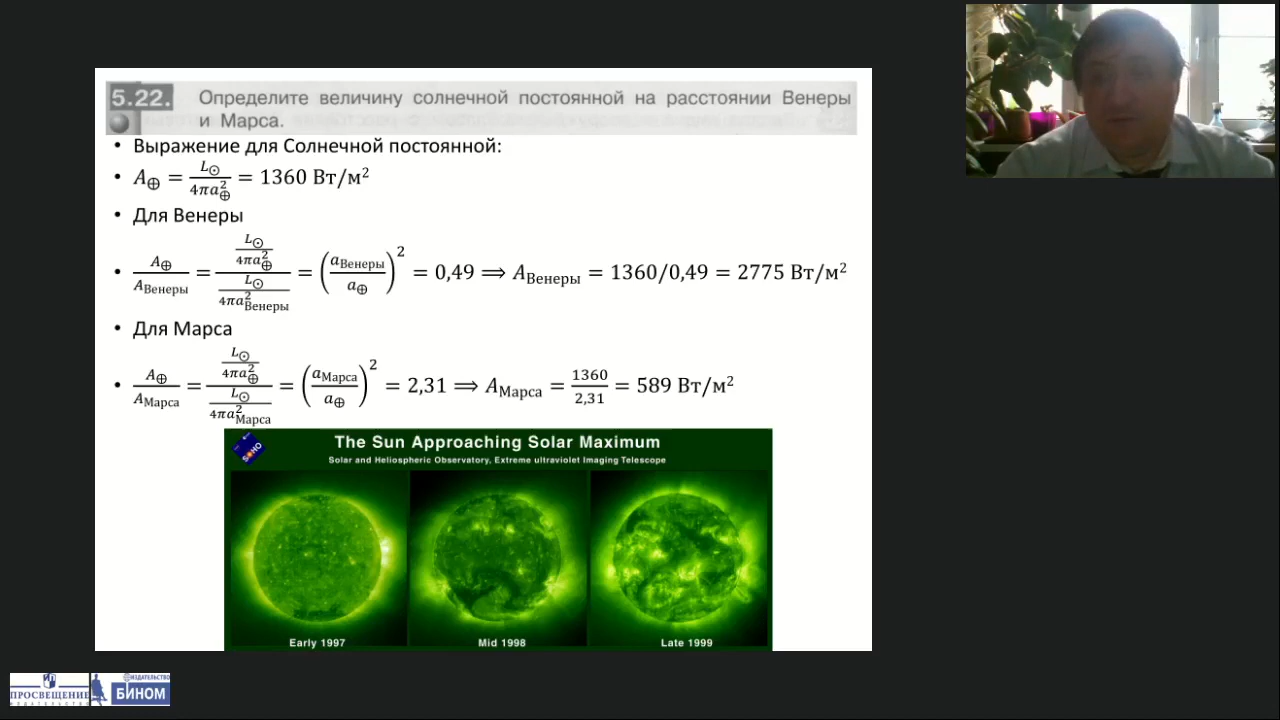 5.22. Определите величину солнечной постоянной на расстоянии Венеры
и Марса.
• Выражение для Солнечной постоянной:
• A⊕ = L⊙/4πa⊕² = 1360 Вт/м²
• Для Венеры
• A⊕/AВенеры = (L⊙/4πa⊕²)/(L⊙/4πa²Венеры) = (aВенеры/a⊕)² = 0,49 ⟹ AВенеры = 1360/0,49 = 2775 Вт/м²
• Для Марса
• A⊕/AМарса = (L⊙/4πa⊕²)/(L⊙/4πa²Марса) = (aМарса/a⊕)² = 2,31 ⟹ AМарса = 1360/2,31 = 589 Вт/м²
SOHO
The Sun Approaching Solar Maximum
Solar and Heliospheric Observatory, Extreme ultraviolet Imaging Telescope
Early 1997
Mid 1998
Late 1999
ПРОСВЕЩЕНИЕ
ИЗДАТЕЛЬСТВО
ИЗДАТЕЛЬСТВО
БИНОМ